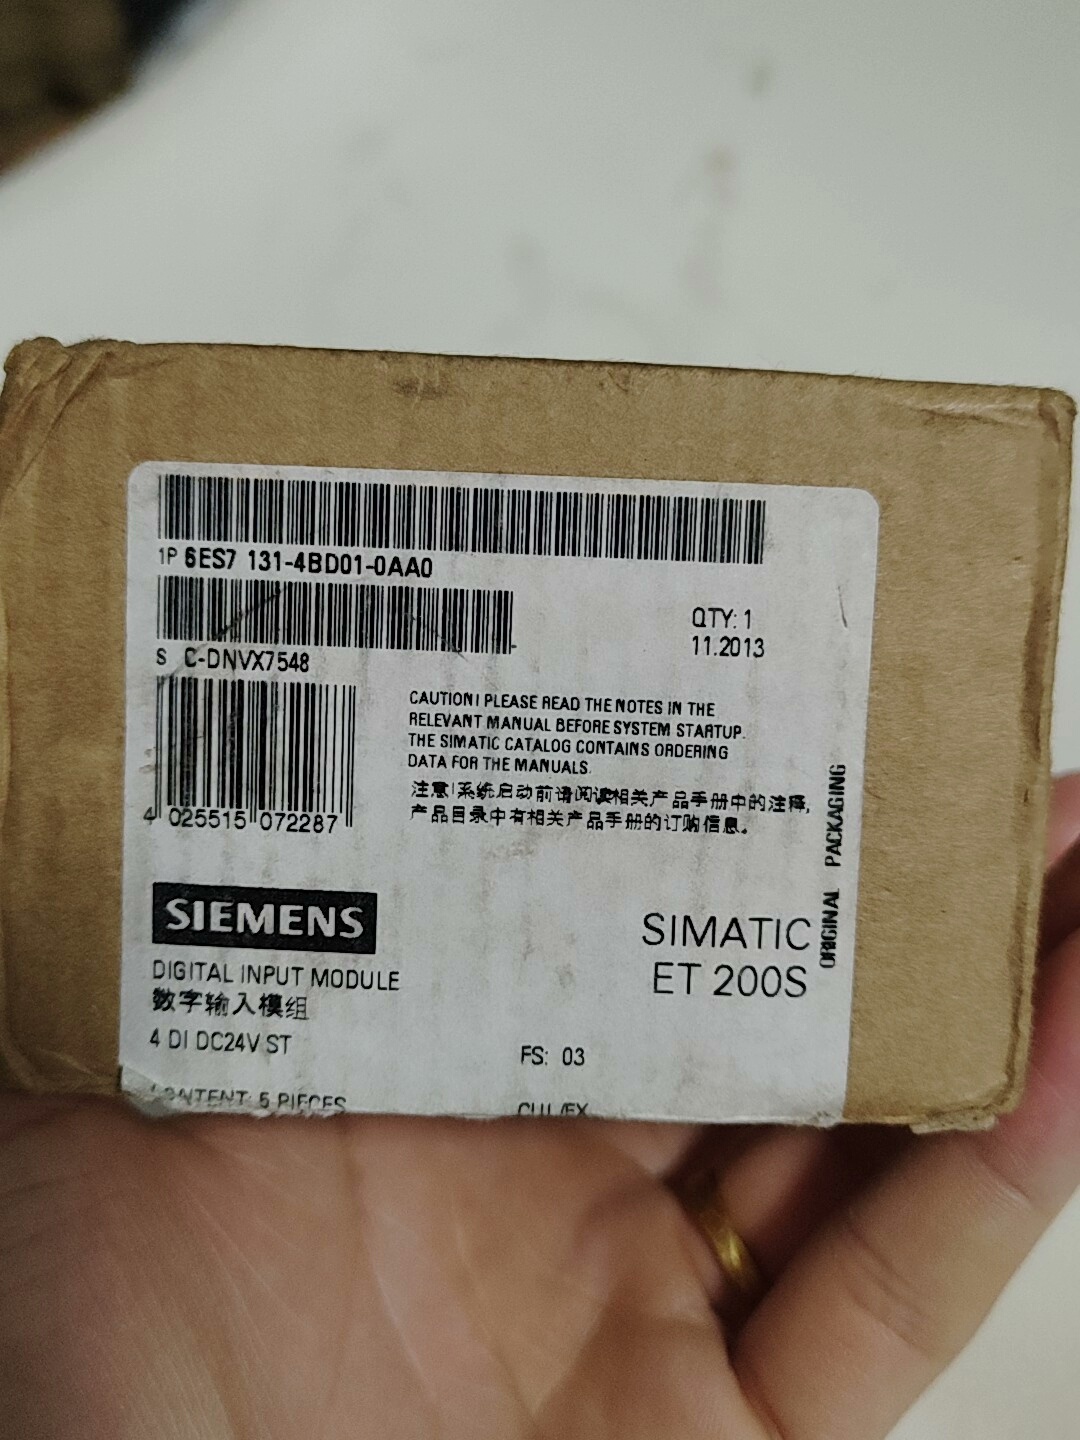 1P 6ES7 131-4BD01-0AA0
QTY: 1
11.2013
S C-DNVX7548
CAUTION! PLEASE READ THE NOTES IN THE
RELEVANT MANUAL BEFORE SYSTEM STARTUP.
THE SIMATIC CATALOG CONTAINS ORDERING
DATA FOR THE MANUALS.
注意!系统启动前请阅读相关产品手册中的注释,
产品目录中有相关产品手册的订购信息。
4 025515 072287
ORIGINAL PACKAGING
SIEMENS
SIMATIC
ET 200S
DIGITAL INPUT MODULE
数字输入模组
4 DI DC24V ST
FS: 03
CONTENT: 5 PIECES